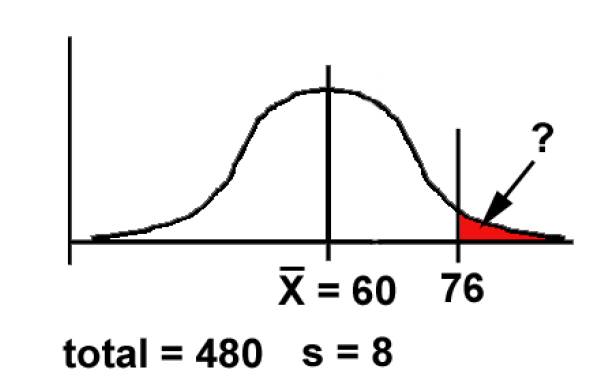 ?
X̅ = 60 76
total = 480 s = 8